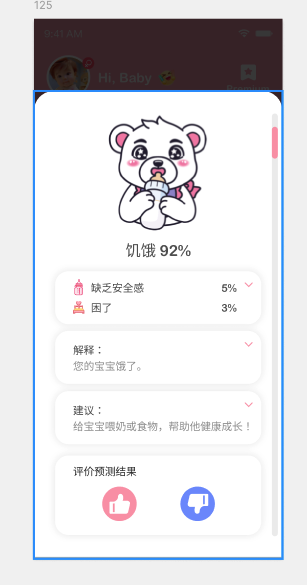 125
9:41 AM
Hi, Baby
饥饿 92%
缺乏安全感 5%
困了 3%
解释：
您的宝宝饿了。
建议：
给宝宝喂奶或食物，帮助他健康成长！
评价预测结果